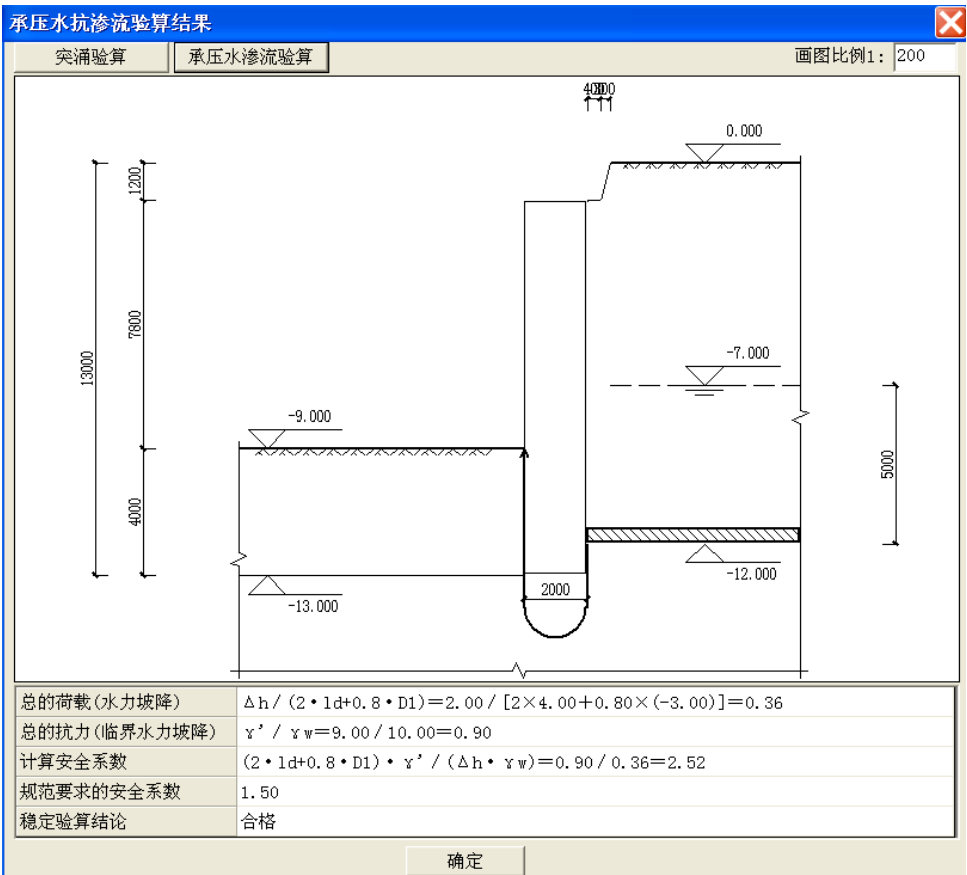 承压水抗渗流验算结果
突涌验算
承压水渗流验算
画图比例1: 200
0.000
1200
7800
13000
-7.000
-9.000
5000
4000
-12.000
2000
-13.000
总的荷载(水力坡降) Δh/(2•ld+0.8•D1)=2.00/[2×4.00+0.80×(-3.00)]=0.36
总的抗力(临界水力坡降) γ'/γw=9.00/10.00=0.90
计算安全系数 (2•ld+0.8•D1)•γ'/(Δh•γw)=0.90/0.36=2.52
规范要求的安全系数 1.50
稳定验算结论 合格
确定